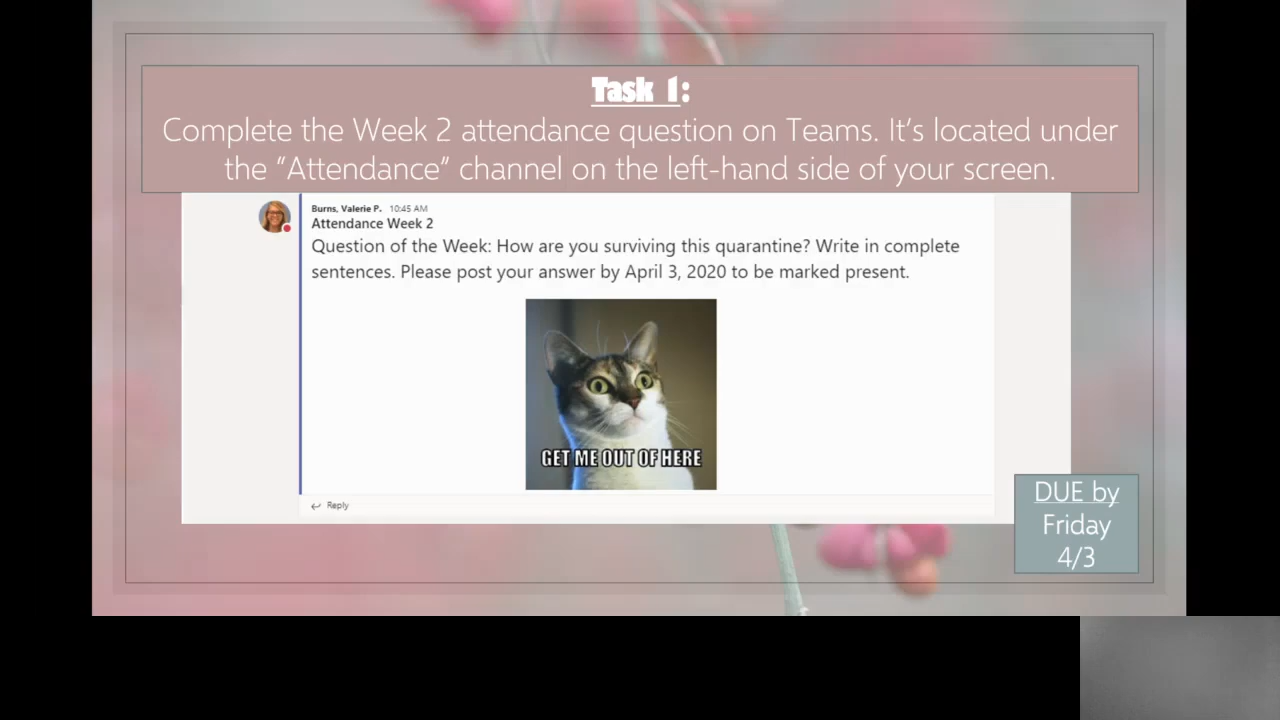 Task 1:
Complete the Week 2 attendance question on Teams. It's located under
the "Attendance" channel on the left-hand side of your screen.
Burns, Valerie P. 10:45 AM
Attendance Week 2
Question of the Week: How are you surviving this quarantine? Write in complete
sentences. Please post your answer by April 3, 2020 to be marked present.
GET ME OUT OF HERE
Reply
DUE by
Friday
4/3